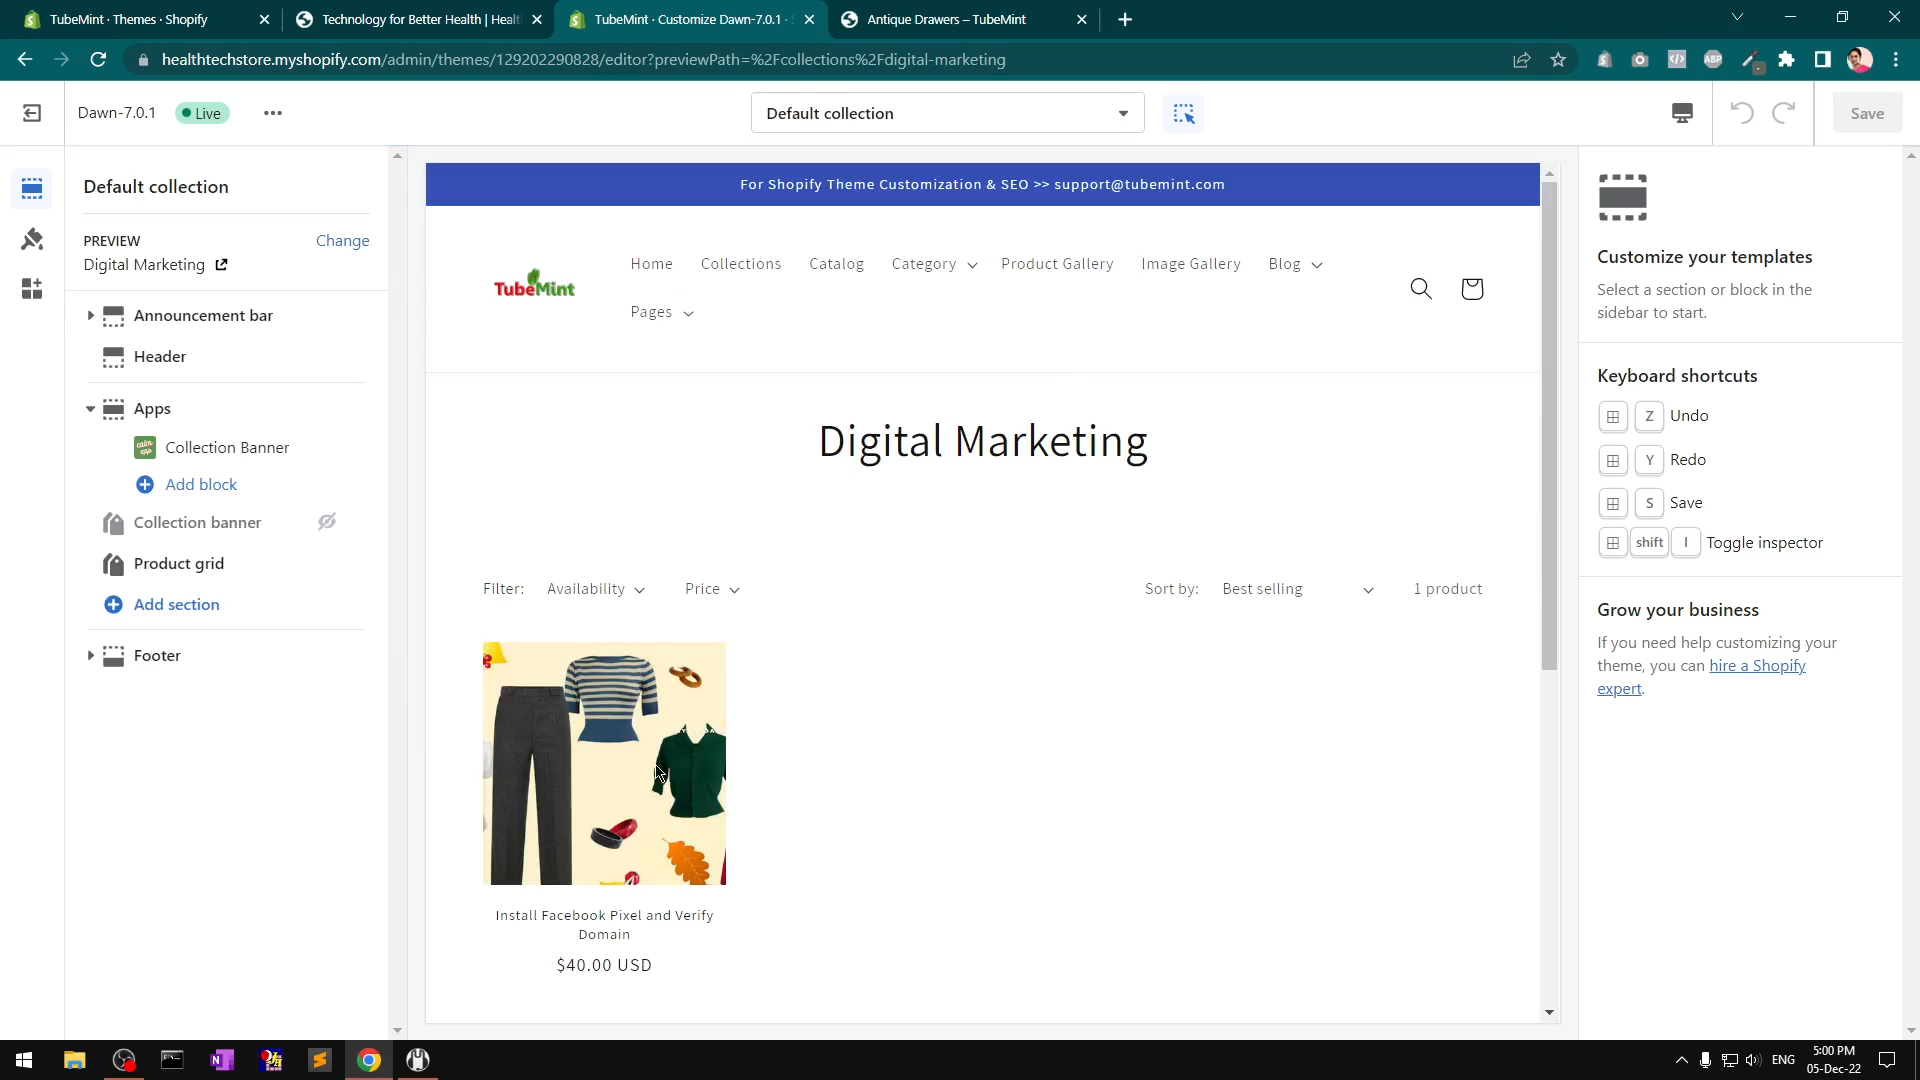 TubeMint · Themes · Shopify
Technology for Better Health | Healt
TubeMint · Customize Dawn-7.0.1 ·
Antique Drawers – TubeMint
healthtechstore.myshopify.com/admin/themes/129202290828/editor?previewPath=%2Fcollections%2Fdigital-marketing
ABP
Dawn-7.0.1
Live
Default collection
Save
Default collection
PREVIEW
Change
Digital Marketing
Announcement bar
Header
Apps
Collection Banner
Add block
Collection banner
Product grid
Add section
Footer
For Shopify Theme Customization & SEO >> support@tubemint.com
TubeMint
Home
Collections
Catalog
Category
Product Gallery
Image Gallery
Blog
Pages
Digital Marketing
Filter:
Availability
Price
Sort by:
Best selling
1 product
Install Facebook Pixel and Verify
Domain
$40.00 USD
Customize your templates
Select a section or block in the
sidebar to start.
Keyboard shortcuts
Z Undo
Y Redo
S Save
shift I Toggle inspector
Grow your business
If you need help customizing your
theme, you can hire a Shopify
expert.
ENG
5:00 PM
05-Dec-22